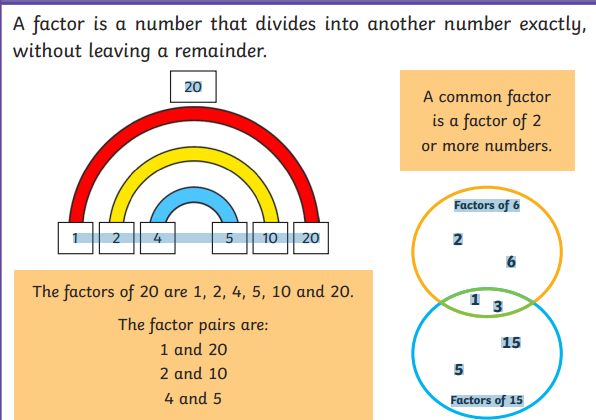 A factor is a number that divides into another number exactly,
without leaving a remainder.
20
1 2 4 5 10 20
The factors of 20 are 1, 2, 4, 5, 10 and 20.
The factor pairs are:
1 and 20
2 and 10
4 and 5
A common factor
is a factor of 2
or more numbers.
Factors of 6
2
6
1 3
15
5
Factors of 15